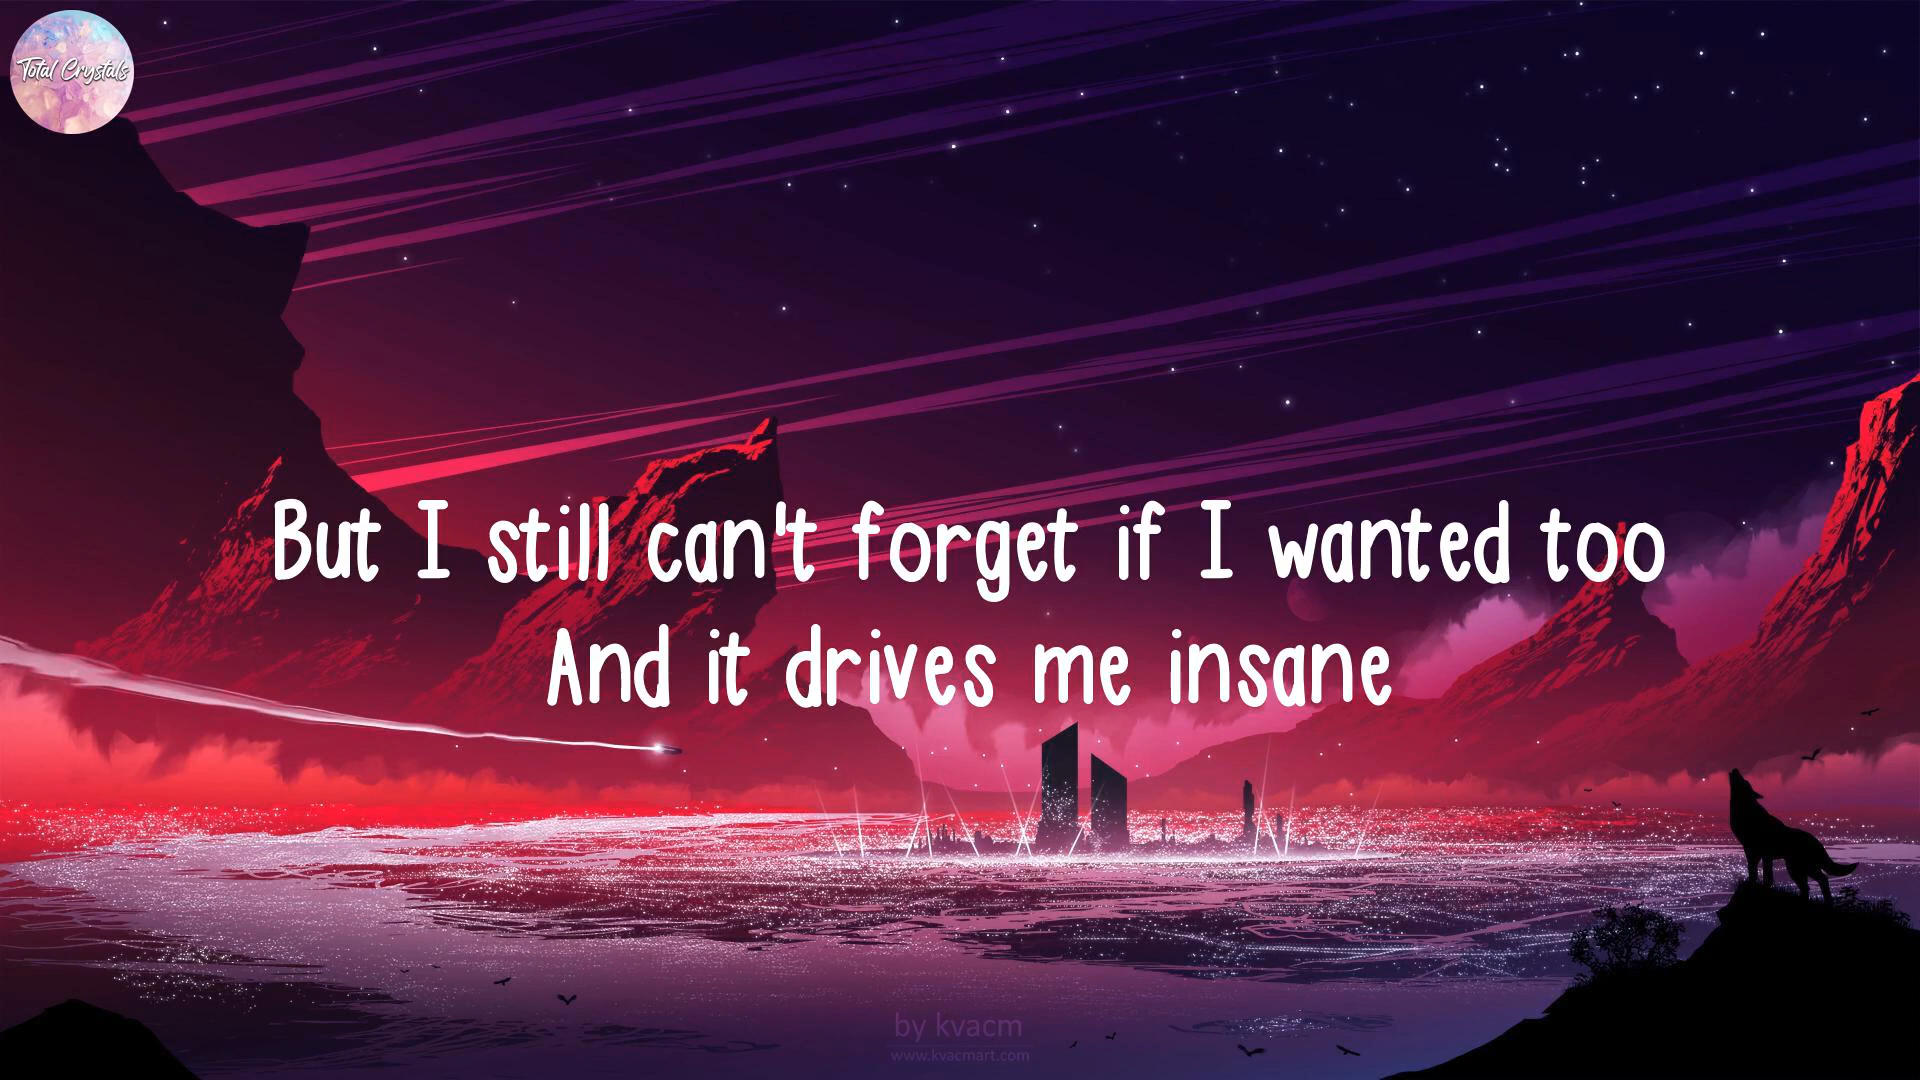 Total Crystals
But I still can't forget if I wanted too
And it drives me insane
by kvacm
www.kvacmart.com